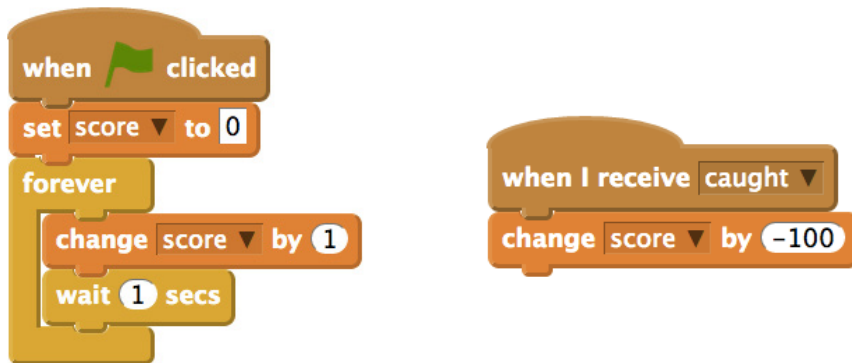 when clicked
set score to 0
forever
change score by 1
wait 1 secs
when I receive caught
change score by -100